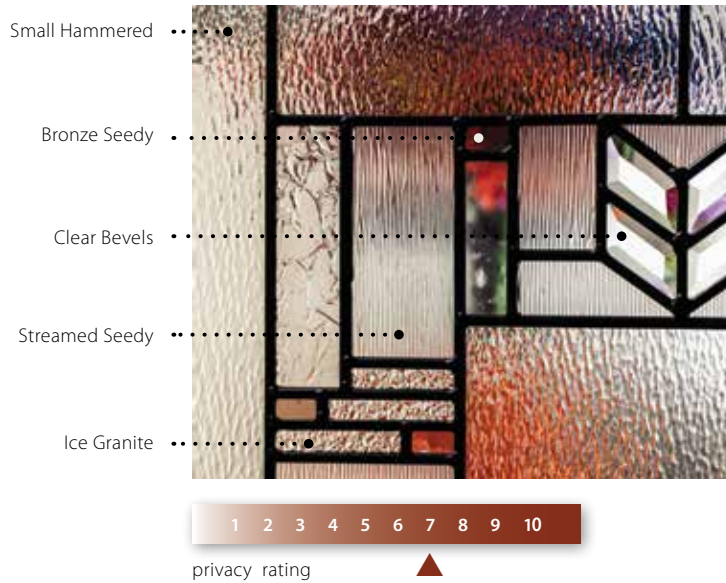 Small Hammered
Bronze Seedy
Clear Bevels
Streamed Seedy
Ice Granite
1 2 3 4 5 6 7 8 9 10
privacy rating